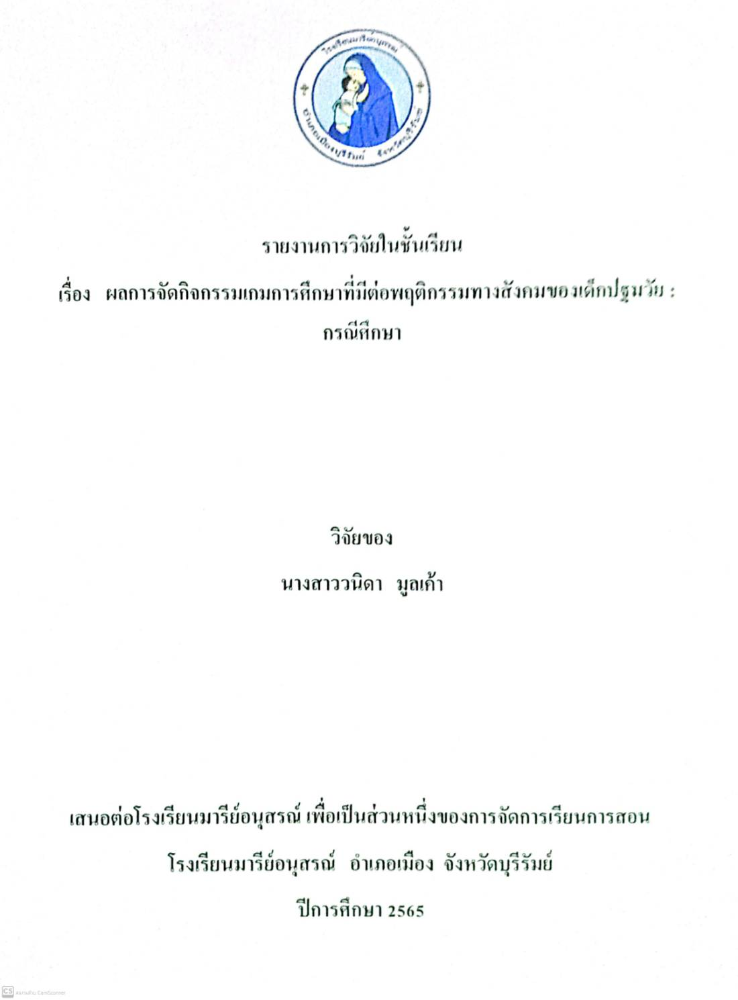 โรงเรียนมารีย์อนุสรณ์
อำเภอเมืองบุรีรัมย์ จังหวัดบุรีรัมย์
รายงานการวิจัยในชั้นเรียน
เรื่อง ผลการจัดกิจกรรมเกมการศึกษาที่มีต่อพฤติกรรมทางสังคมของเด็กปฐมวัย :
กรณีศึกษา
วิจัยของ
นางสาววนิดา มูลเค้า
เสนอต่อโรงเรียนมารีย์อนุสรณ์ เพื่อเป็นส่วนหนึ่งของการจัดการเรียนการสอน
โรงเรียนมารีย์อนุสรณ์ อำเภอเมือง จังหวัดบุรีรัมย์
ปีการศึกษา 2565
CS สแกนด้วย CamScanner